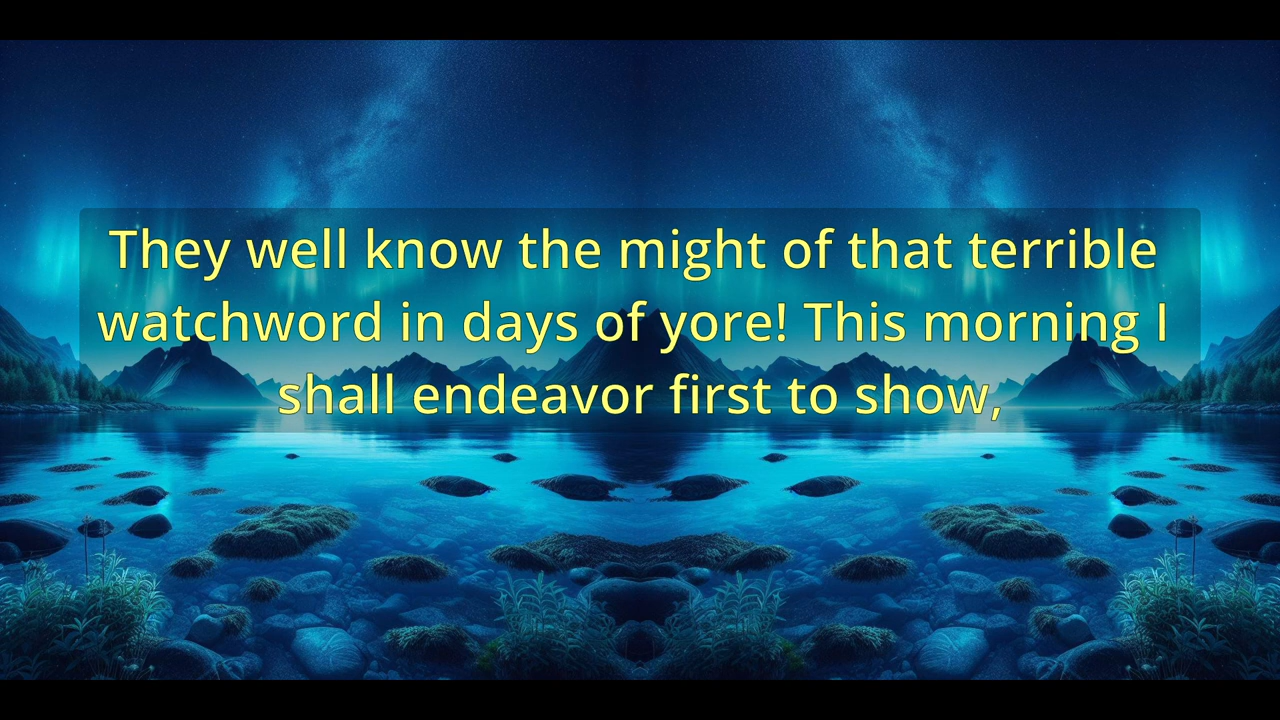 They well know the might of that terrible
watchword in days of yore! This morning I
shall endeavor first to show,